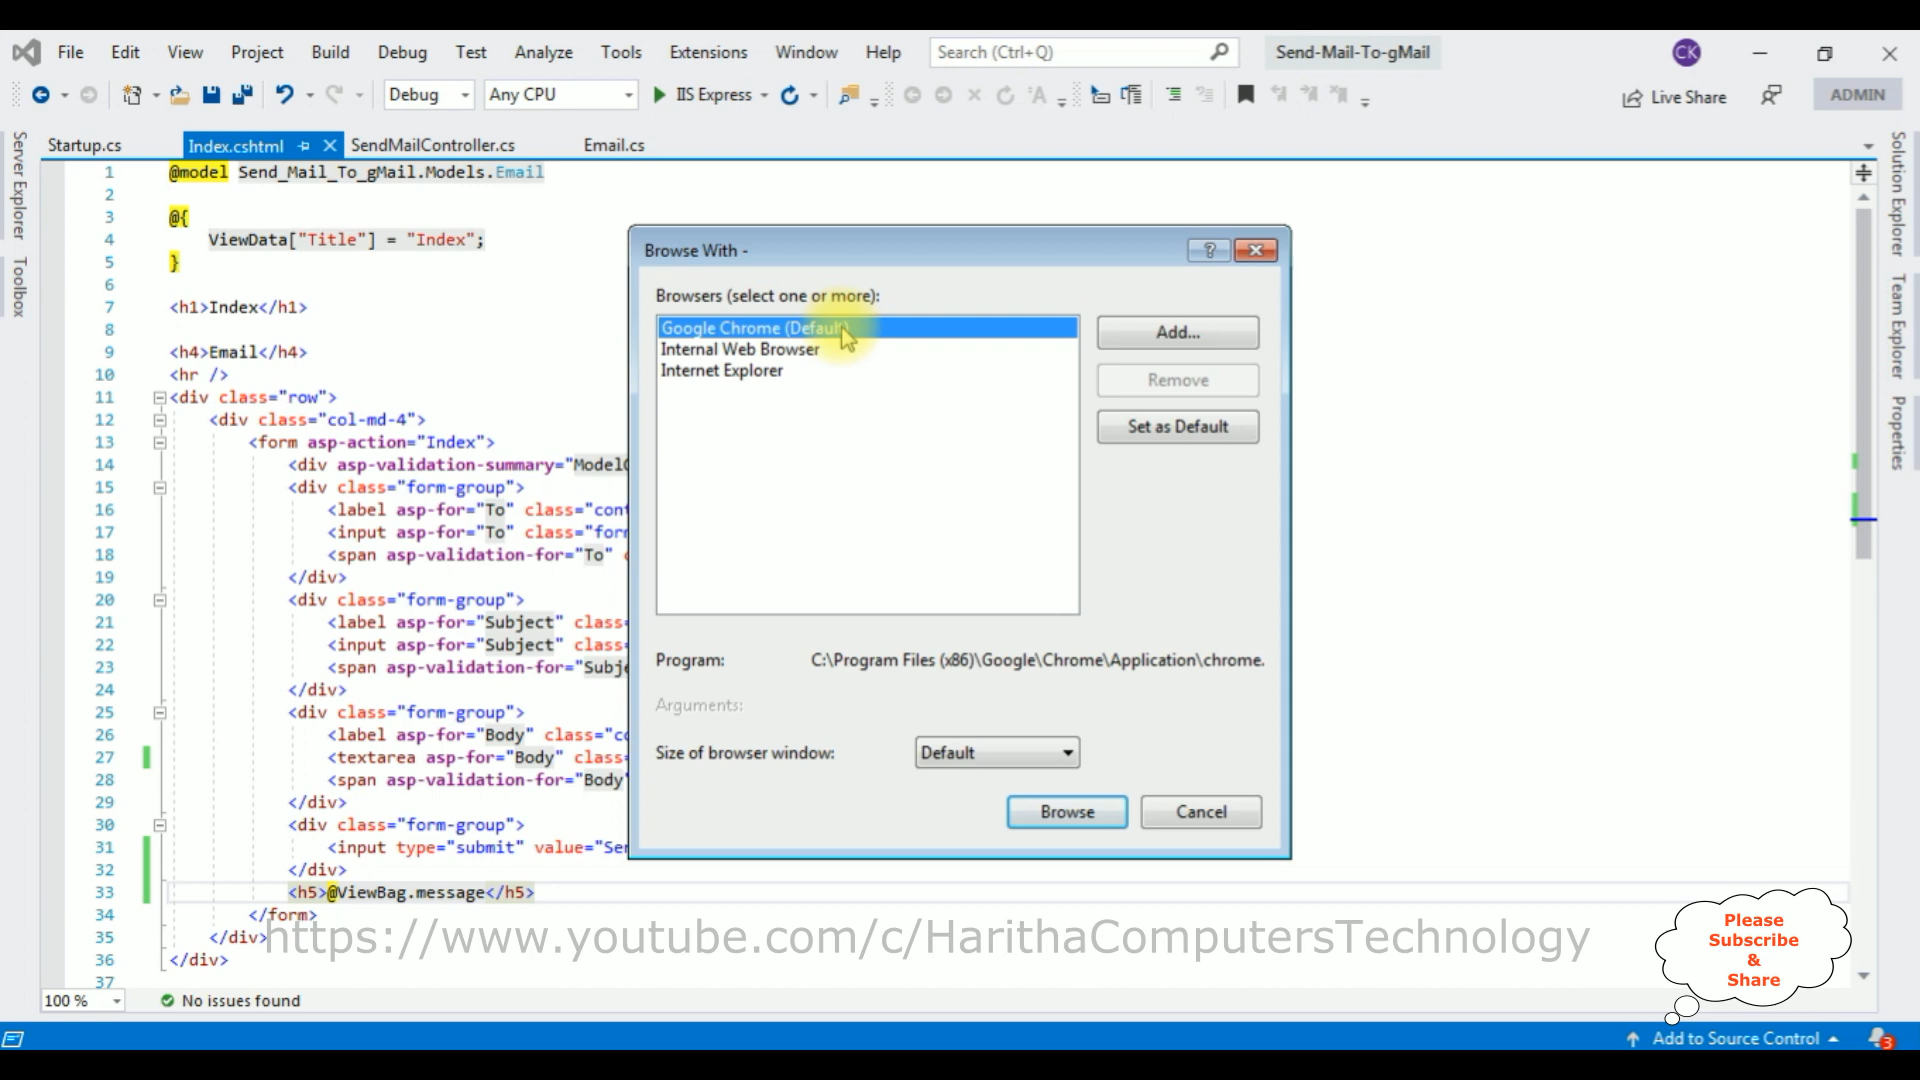 File Edit View Project Build Debug Test Analyze Tools Extensions Window Help Search (Ctrl+Q) Send-Mail-To-gMail CK
Debug Any CPU IIS Express Live Share ADMIN
Startup.cs Index.cshtml SendMailController.cs Email.cs
Server Explorer
Toolbox
Solution Explorer
Team Explorer
Properties
1 @model Send_Mail_To_gMail.Models.Email
2
3 @{
4 ViewData["Title"] = "Index";
5 }
6
7 <h1>Index</h1>
8
9 <h4>Email</h4>
10 <hr />
11 <div class="row">
12 <div class="col-md-4">
13 <form asp-action="Index">
14 <div asp-validation-summary="Model
15 <div class="form-group">
16 <label asp-for="To" class="cont
17 <input asp-for="To" class="for
18 <span asp-validation-for="To"
19 </div>
20 <div class="form-group">
21 <label asp-for="Subject" class=
22 <input asp-for="Subject" class=
23 <span asp-validation-for="Subje
24 </div>
25 <div class="form-group">
26 <label asp-for="Body" class="co
27 <textarea asp-for="Body" class=
28 <span asp-validation-for="Body"
29 </div>
30 <div class="form-group">
31 <input type="submit" value="Se
32 </div>
33 <h5>@ViewBag.message</h5>
34 </form>
35 </div>
36 </div>
37
Browse With -
Browsers (select one or more):
Google Chrome (Default)
Internal Web Browser
Internet Explorer
Add...
Remove
Set as Default
Program: C:\Program Files (x86)\Google\Chrome\Application\chrome.
Arguments:
Size of browser window: Default
Browse Cancel
https://www.youtube.com/c/HarithaComputersTechnology
Please
Subscribe
&
Share
100 % No issues found
Add to Source Control 3